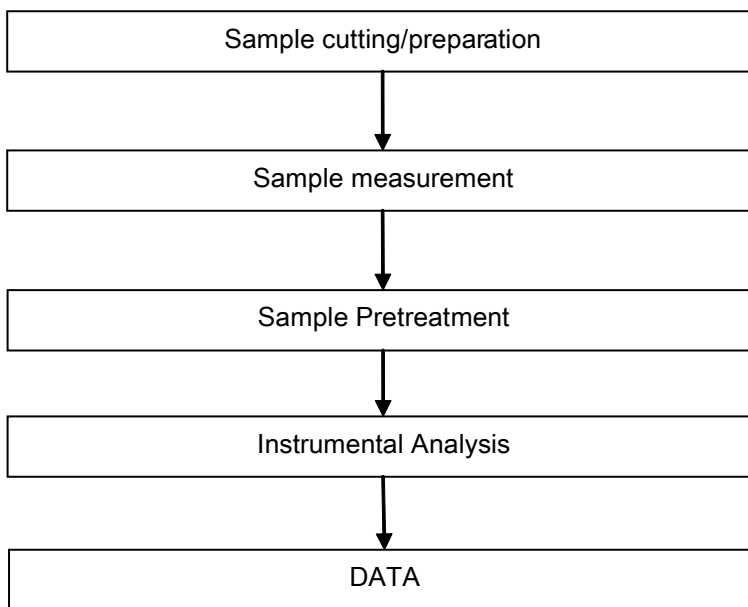 Sample cutting/preparation
Sample measurement
Sample Pretreatment
Instrumental Analysis
DATA